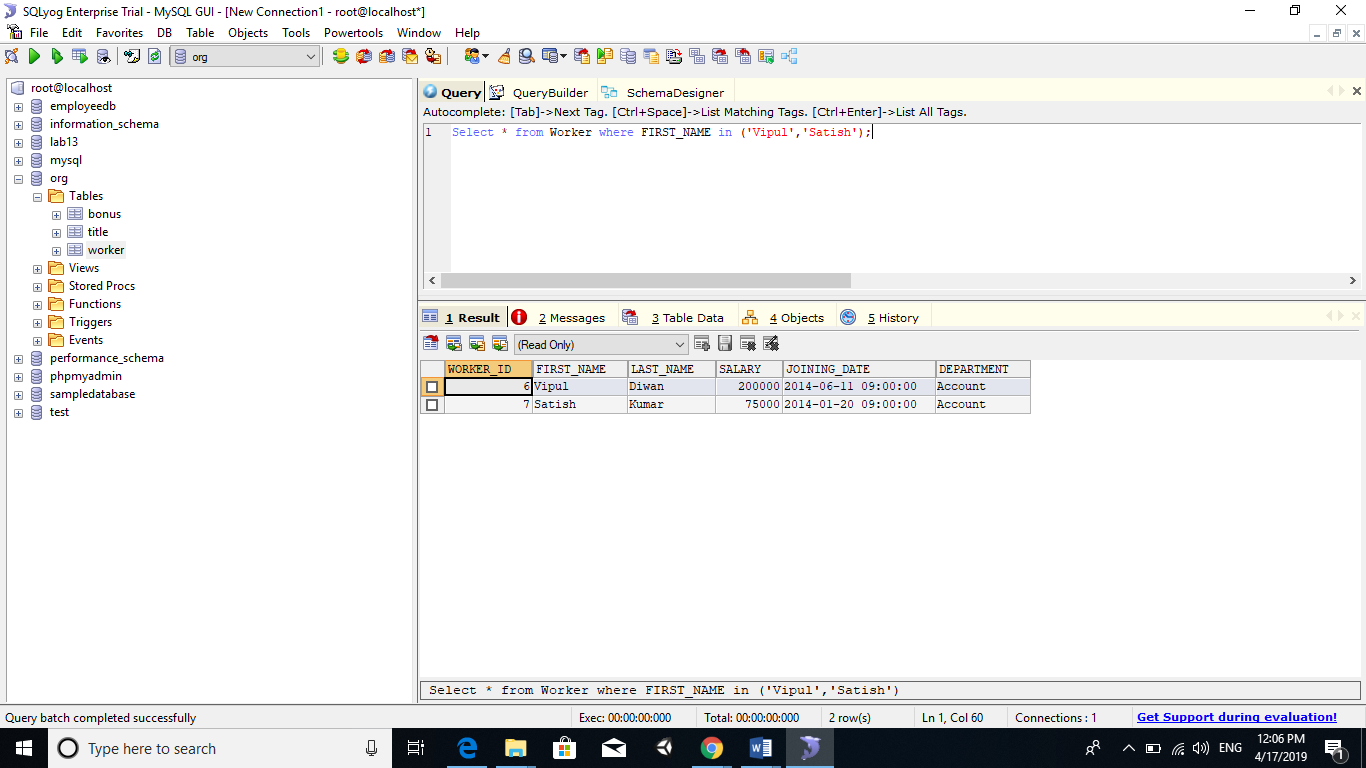 SQLyog Enterprise Trial - MySQL GUI - [New Connection1 - root@localhost*]
File Edit Favorites DB Table Objects Tools Powertools Window Help
org
root@localhost
employeedb
information_schema
lab13
mysql
org
Tables
bonus
title
worker
Views
Stored Procs
Functions
Triggers
Events
performance_schema
phpmyadmin
sampledatabase
test
Query QueryBuilder SchemaDesigner
Autocomplete: [Tab]->Next Tag. [Ctrl+Space]->List Matching Tags. [Ctrl+Enter]->List All Tags.
1 Select * from Worker where FIRST_NAME in ('Vipul','Satish');
1 Result 2 Messages 3 Table Data 4 Objects 5 History
(Read Only)
WORKER_ID FIRST_NAME LAST_NAME SALARY JOINING_DATE DEPARTMENT
6 Vipul Diwan 200000 2014-06-11 09:00:00 Account
7 Satish Kumar 75000 2014-01-20 09:00:00 Account
Select * from Worker where FIRST_NAME in ('Vipul','Satish')
Query batch completed successfully Exec: 00:00:00:000 Total: 00:00:00:000 2 row(s) Ln 1, Col 60 Connections : 1 Get Support during evaluation!
Type here to search ENG 12:06 PM 1
4/17/2019